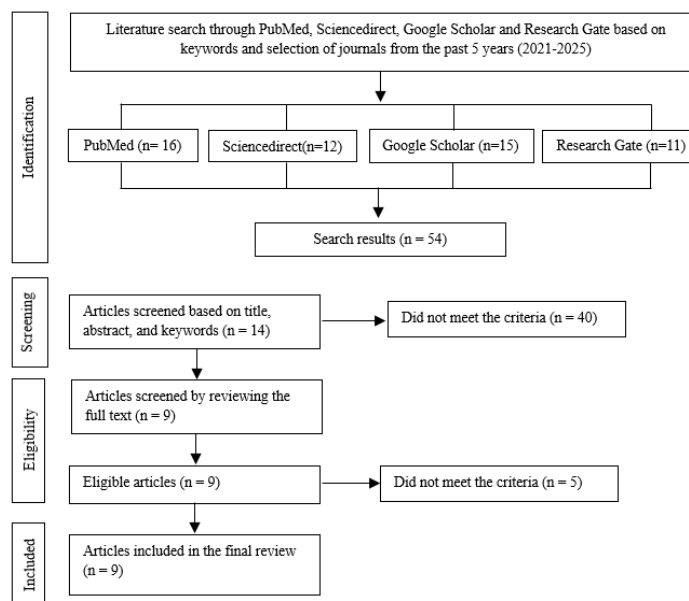 Literature search through PubMed, Sciencedirect, Google Scholar and Research Gate based on
keywords and selection of journals from the past 5 years (2021-2025)
Identification
PubMed (n= 16)
Sciencedirect(n=12)
Google Scholar (n=15)
Research Gate (n=11)
Search results (n = 54)
Screening
Articles screened based on title,
abstract, and keywords (n = 14)
Did not meet the criteria (n = 40)
Eligibility
Articles screened by reviewing the
full text (n = 9)
Eligible articles (n = 9)
Did not meet the criteria (n = 5)
Included
Articles included in the final review
(n = 9)